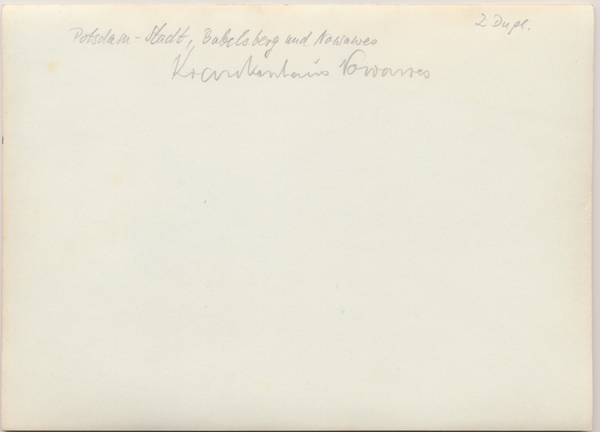 2 Dupl.
Potsdam-Stadt, Babelsberg und Nowawes
Krankenhaus Nowawes